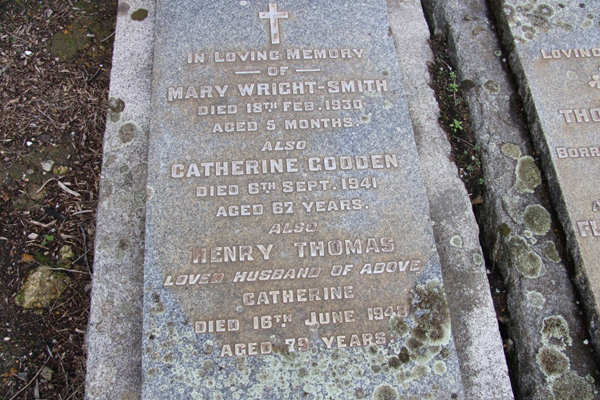 IN LOVING MEMORY
OF
MARY WRIGHT-SMITH
DIED 18TH FEB. 1930
AGED 5 MONTHS.
ALSO
CATHERINE GOODEN
DIED 6TH SEPT. 1941
AGED 67 YEARS.
ALSO
HENRY THOMAS
LOVED HUSBAND OF ABOVE
CATHERINE
DIED 16TH JUNE 1948
AGED 79 YEARS.
LOVING
THO
BORR